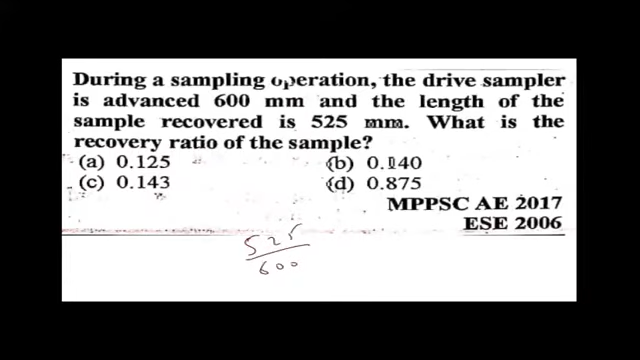 During a sampling operation, the drive sampler
is advanced 600 mm and the length of the
sample recovered is 525 mm. What is the
recovery ratio of the sample?
(a) 0.125 (b) 0.140
(c) 0.143 (d) 0.875
MPPSC AE 2017
ESE 2006
525
600